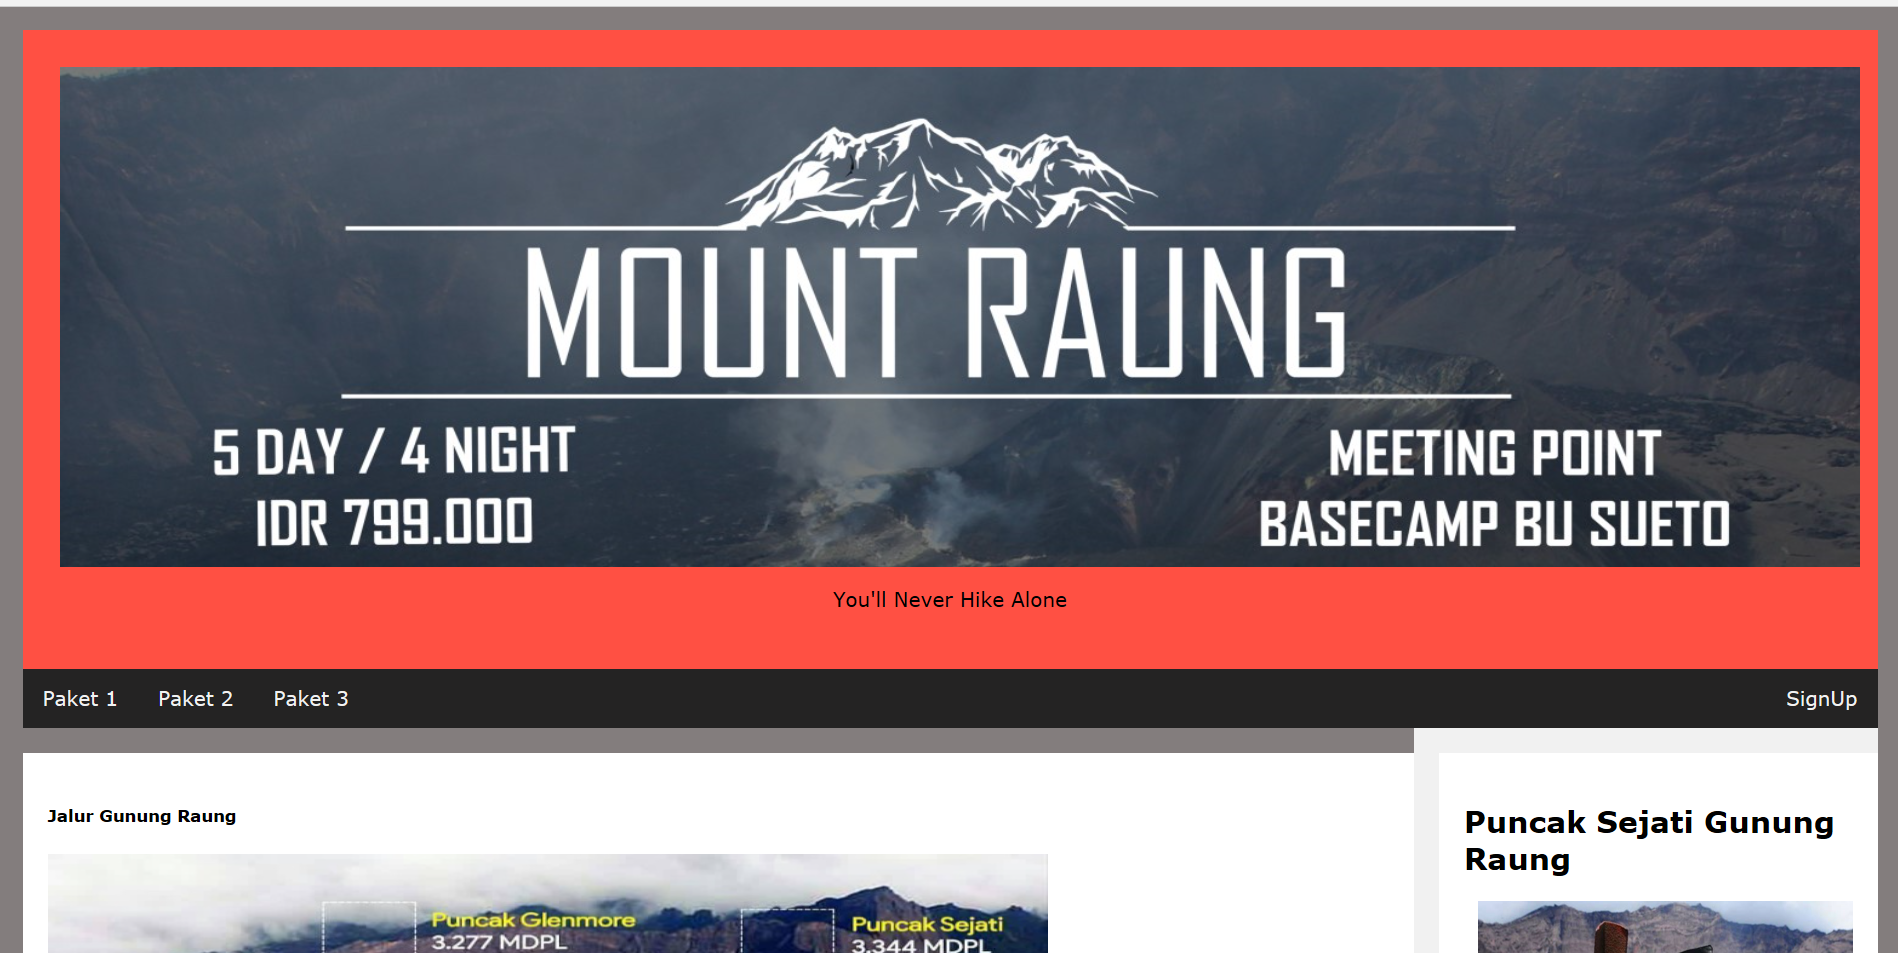 MOUNT RAUNG
5 DAY / 4 NIGHT
IDR 799.000
MEETING POINT
BASECAMP BU SUETO
You'll Never Hike Alone
Paket 1
Paket 2
Paket 3
SignUp
Jalur Gunung Raung
Puncak Glenmore
3.277 MDPL
Puncak Sejati
3.344 MDPL
Puncak Sejati Gunung
Raung